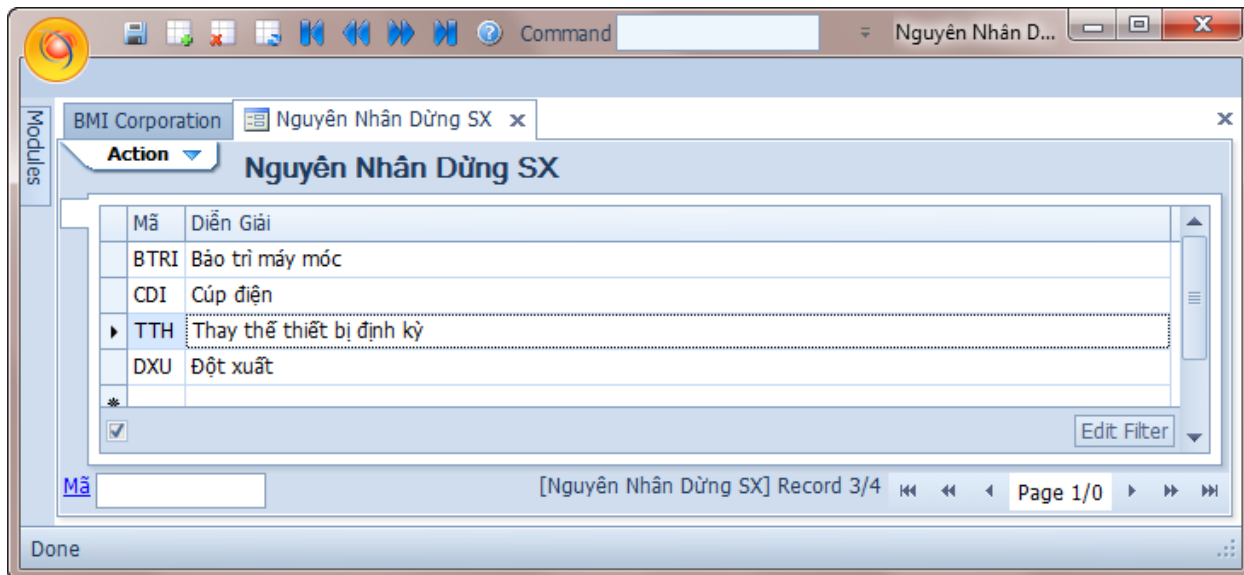 Command
Nguyên Nhân D...
Modules
BMI Corporation
Nguyên Nhân Dừng SX
Action
Nguyên Nhân Dừng SX
Mã Diễn Giải
BTRI Bảo trì máy móc
CDI Cúp điện
TTH Thay thế thiết bị định kỳ
DXU Đột xuất
Edit Filter
Mã [Nguyên Nhân Dừng SX] Record 3/4 Page 1/0
Done